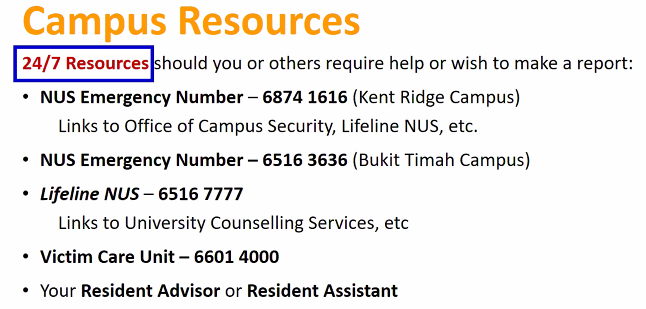 Campus Resources
24/7 Resources should you or others require help or wish to make a report:
• NUS Emergency Number – 6874 1616 (Kent Ridge Campus)
Links to Office of Campus Security, Lifeline NUS, etc.
• NUS Emergency Number – 6516 3636 (Bukit Timah Campus)
• Lifeline NUS – 6516 7777
Links to University Counselling Services, etc
• Victim Care Unit – 6601 4000
• Your Resident Advisor or Resident Assistant